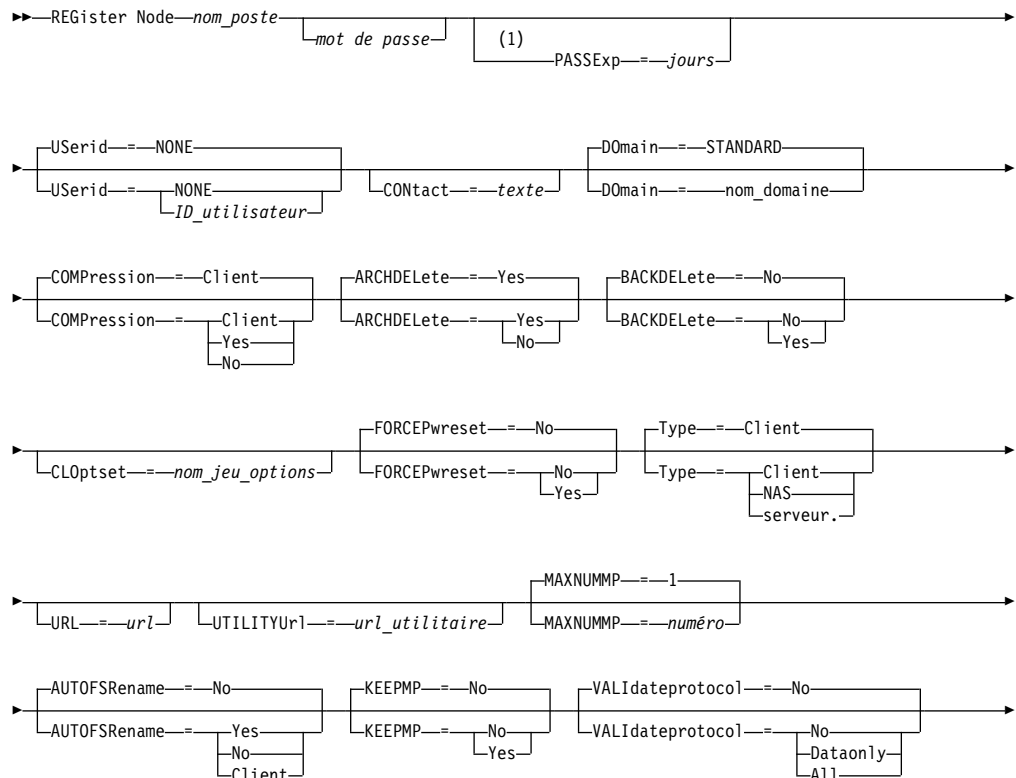 REGister Node nom_poste
mot de passe
(1)
PASSExp = jours
USerid = NONE
USerid = NONE
ID_utilisateur
CONtact = texte
DOmain = STANDARD
DOmain = nom_domaine
COMPression = Client
COMPression = Client
Yes
No
ARCHDELete = Yes
ARCHDELete = Yes
No
BACKDELete = No
BACKDELete = No
Yes
CLOptset = nom_jeu_options
FORCEPwreset = No
FORCEPwreset = No
Yes
Type = Client
Type = Client
NAS
serveur.
URL = url
UTILITYUrl = url_utilitaire
MAXNUMMP = 1
MAXNUMMP = numéro
AUTOFSRename = No
AUTOFSRename = Yes
No
Client
KEEPMP = No
KEEPMP = No
Yes
VALIdateprotocol = No
VALIdateprotocol = No
Dataonly
All